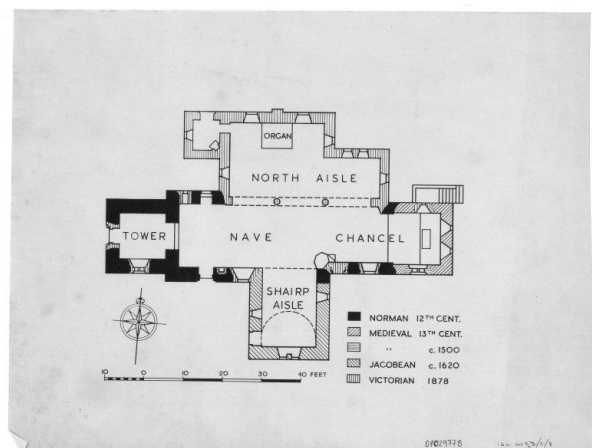 ORGAN
NORTH AISLE
TOWER
NAVE
CHANCEL
SHAIRP
AISLE
NORMAN 12TH CENT.
MEDIEVAL 13TH CENT.
" c. 1500
JACOBEAN c. 1620
VICTORIAN 1878
10 0 10 20 30 40 FEET